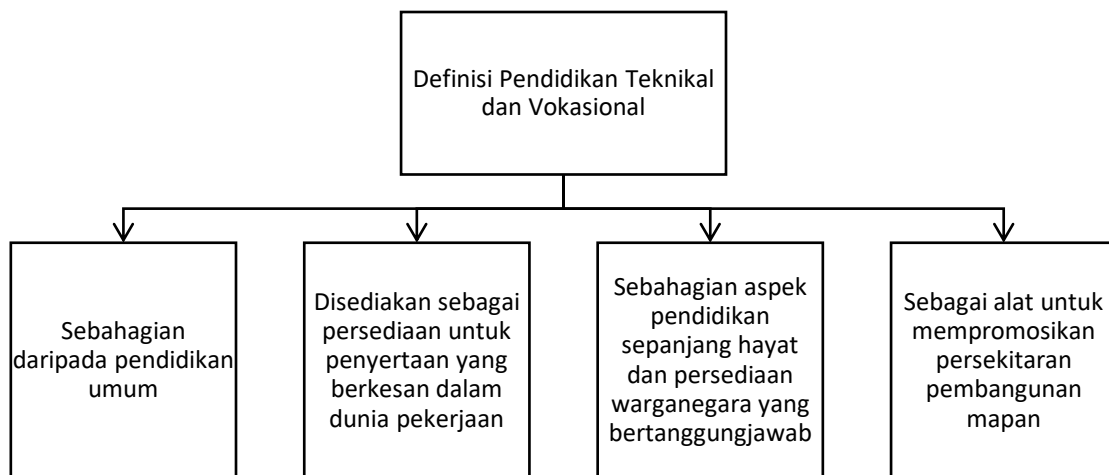 Definisi Pendidikan Teknikal
dan Vokasional
Sebahagian
daripada pendidikan
umum
Disediakan sebagai
persediaan untuk
penyertaan yang
berkesan dalam
dunia pekerjaan
Sebahagian aspek
pendidikan
sepanjang hayat
dan persediaan
warganegara yang
bertanggungjawab
Sebagai alat untuk
mempromosikan
persekitaran
pembangunan
mapan